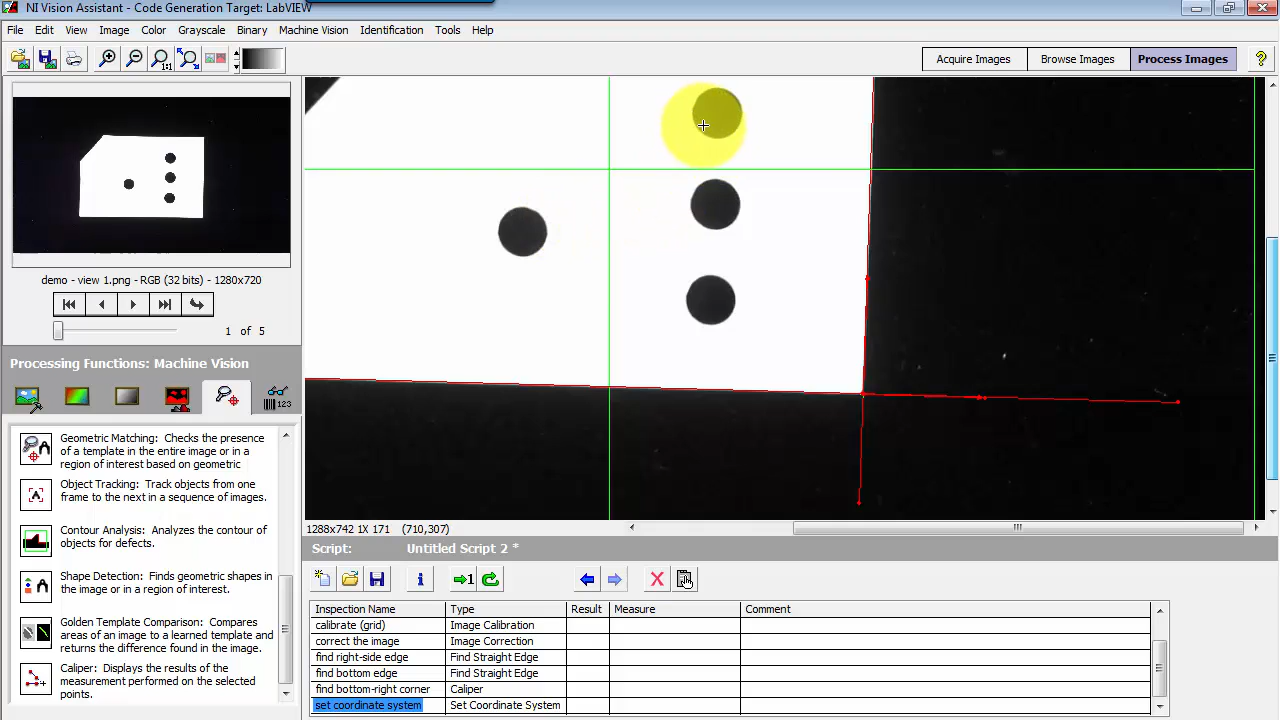 NI Vision Assistant - Code Generation Target: LabVIEW
File Edit View Image Color Grayscale Binary Machine Vision Identification Tools Help
1:1
Acquire Images Browse Images Process Images ?
demo - view 1.png - RGB (32 bits) - 1280x720
1 of 5
Processing Functions: Machine Vision
123
Geometric Matching: Checks the presence
of a template in the entire image or in a
region of interest based on geometric
Object Tracking: Track objects from one
frame to the next in a sequence of images.
Contour Analysis: Analyzes the contour of
objects for defects.
Shape Detection: Finds geometric shapes in
the image or in a region of interest.
Golden Template Comparison: Compares
areas of an image to a learned template and
returns the difference found in the image.
Caliper: Displays the results of the
measurement performed on the selected
points.
1288x742 1X 171 (710,307)
Script: Untitled Script 2 *
1
Inspection Name Type Result Measure Comment
calibrate (grid) Image Calibration
correct the image Image Correction
find right-side edge Find Straight Edge
find bottom edge Find Straight Edge
find bottom-right corner Caliper
set coordinate system Set Coordinate System